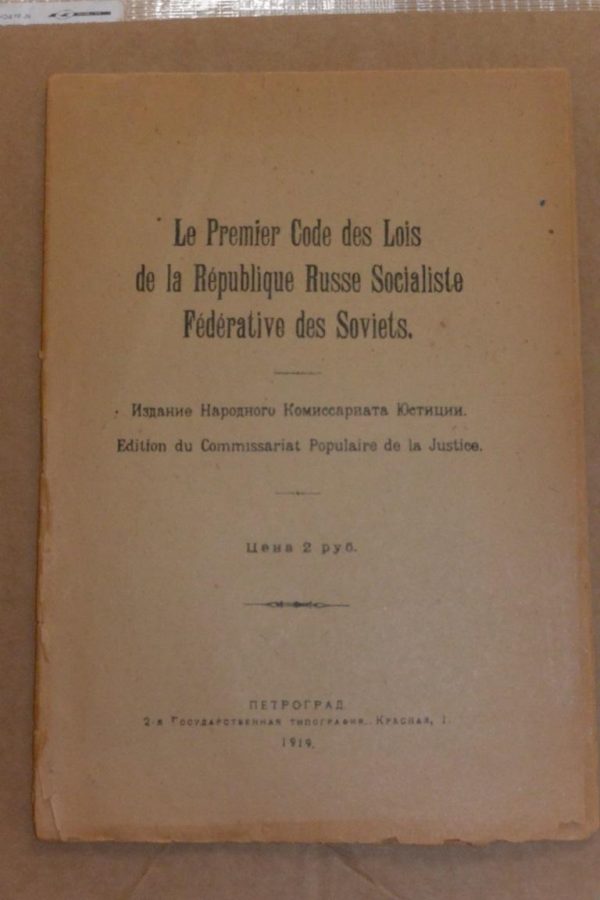 Le Premier Code des Lois
de la République Russe Socialiste
Fédérative des Soviets.
Издание Народного Комиссариата Юстиции.
Edition du Commissariat Populaire de la Justice.
Цена 2 руб.
ПЕТРОГРАД
2-я Государственная типография. Красная, 1.
1919.